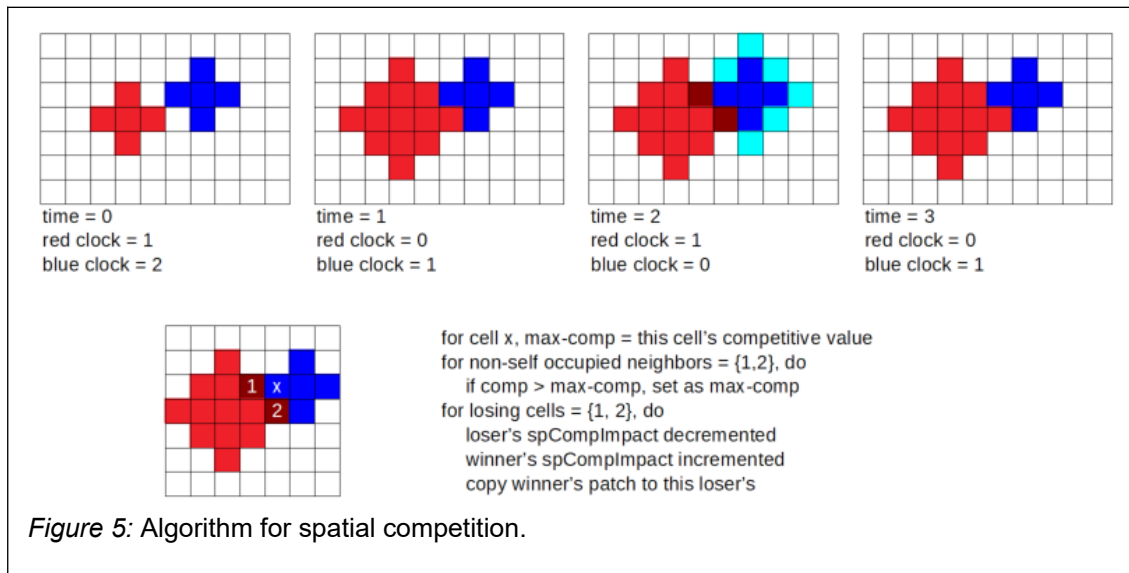 time = 0
red clock = 1
blue clock = 2
time = 1
red clock = 0
blue clock = 1
time = 2
red clock = 1
blue clock = 0
time = 3
red clock = 0
blue clock = 1
1 x
2
for cell x, max-comp = this cell's competitive value
for non-self occupied neighbors = {1,2}, do
if comp > max-comp, set as max-comp
for losing cells = {1, 2}, do
loser's spCompImpact decremented
winner's spCompImpact incremented
copy winner's patch to this loser's
Figure 5: Algorithm for spatial competition.